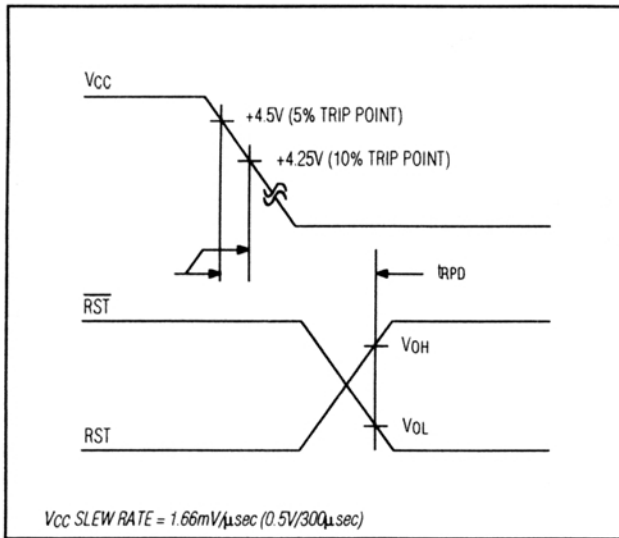 VCC
+4.5V (5% TRIP POINT)
+4.25V (10% TRIP POINT)
tRPD
R̅S̅T̅
VOH
VOL
RST
VCC SLEW RATE = 1.66mV/µsec (0.5V/300µsec)